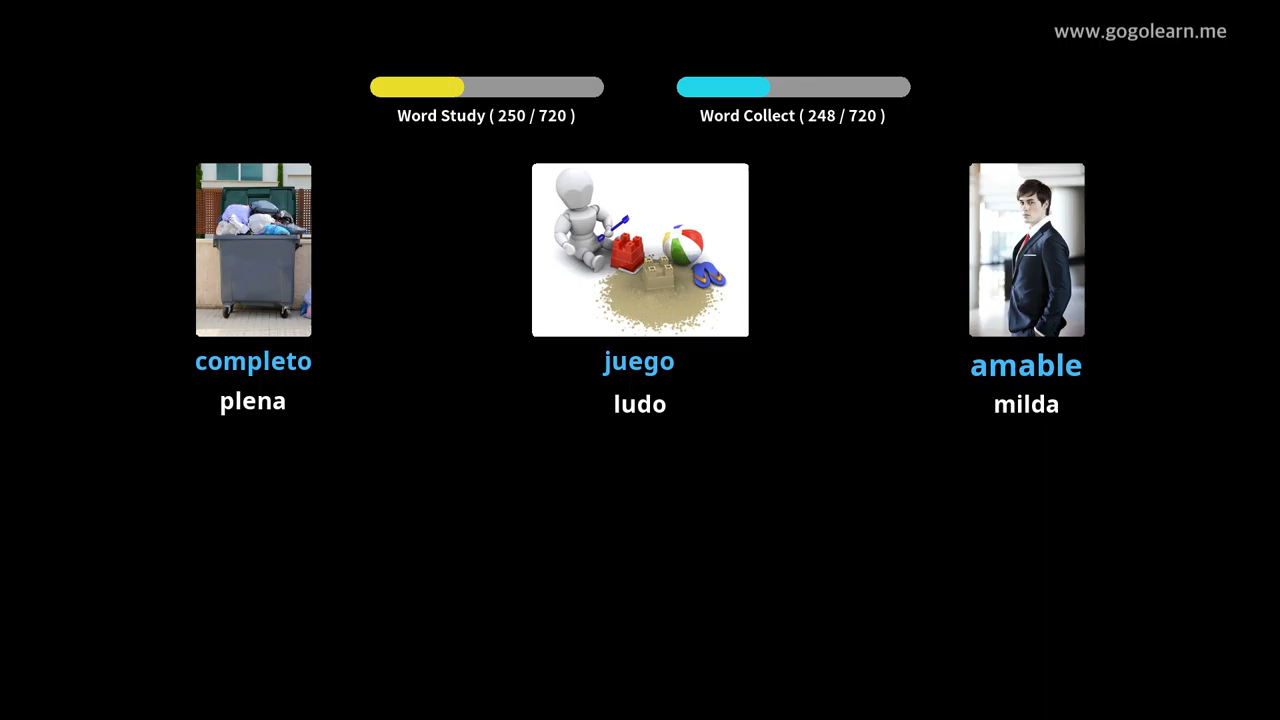 www.gogolearn.me
Word Study ( 250 / 720 )
Word Collect ( 248 / 720 )
completo
plena
juego
ludo
amable
milda